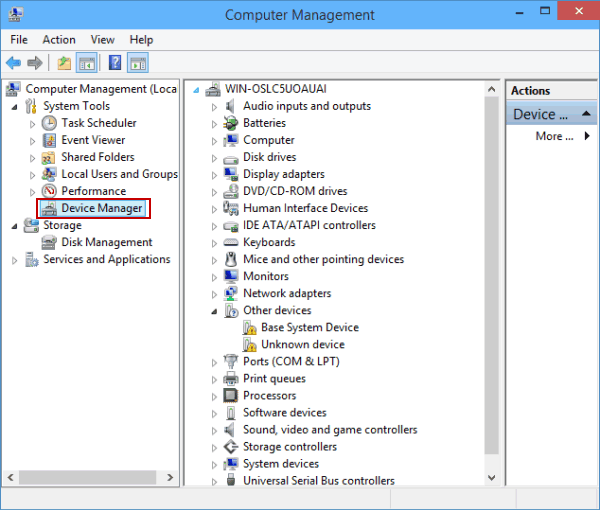 Computer Management
File Action View Help
Computer Management (Loca
System Tools
Task Scheduler
Event Viewer
Shared Folders
Local Users and Groups
Performance
Device Manager
Storage
Disk Management
Services and Applications
WIN-OSLC5UOAUAI
Audio inputs and outputs
Batteries
Computer
Disk drives
Display adapters
DVD/CD-ROM drives
Human Interface Devices
IDE ATA/ATAPI controllers
Keyboards
Mice and other pointing devices
Monitors
Network adapters
Other devices
Base System Device
Unknown device
Ports (COM & LPT)
Print queues
Processors
Software devices
Sound, video and game controllers
Storage controllers
System devices
Universal Serial Bus controllers
Actions
Device ...
More ...